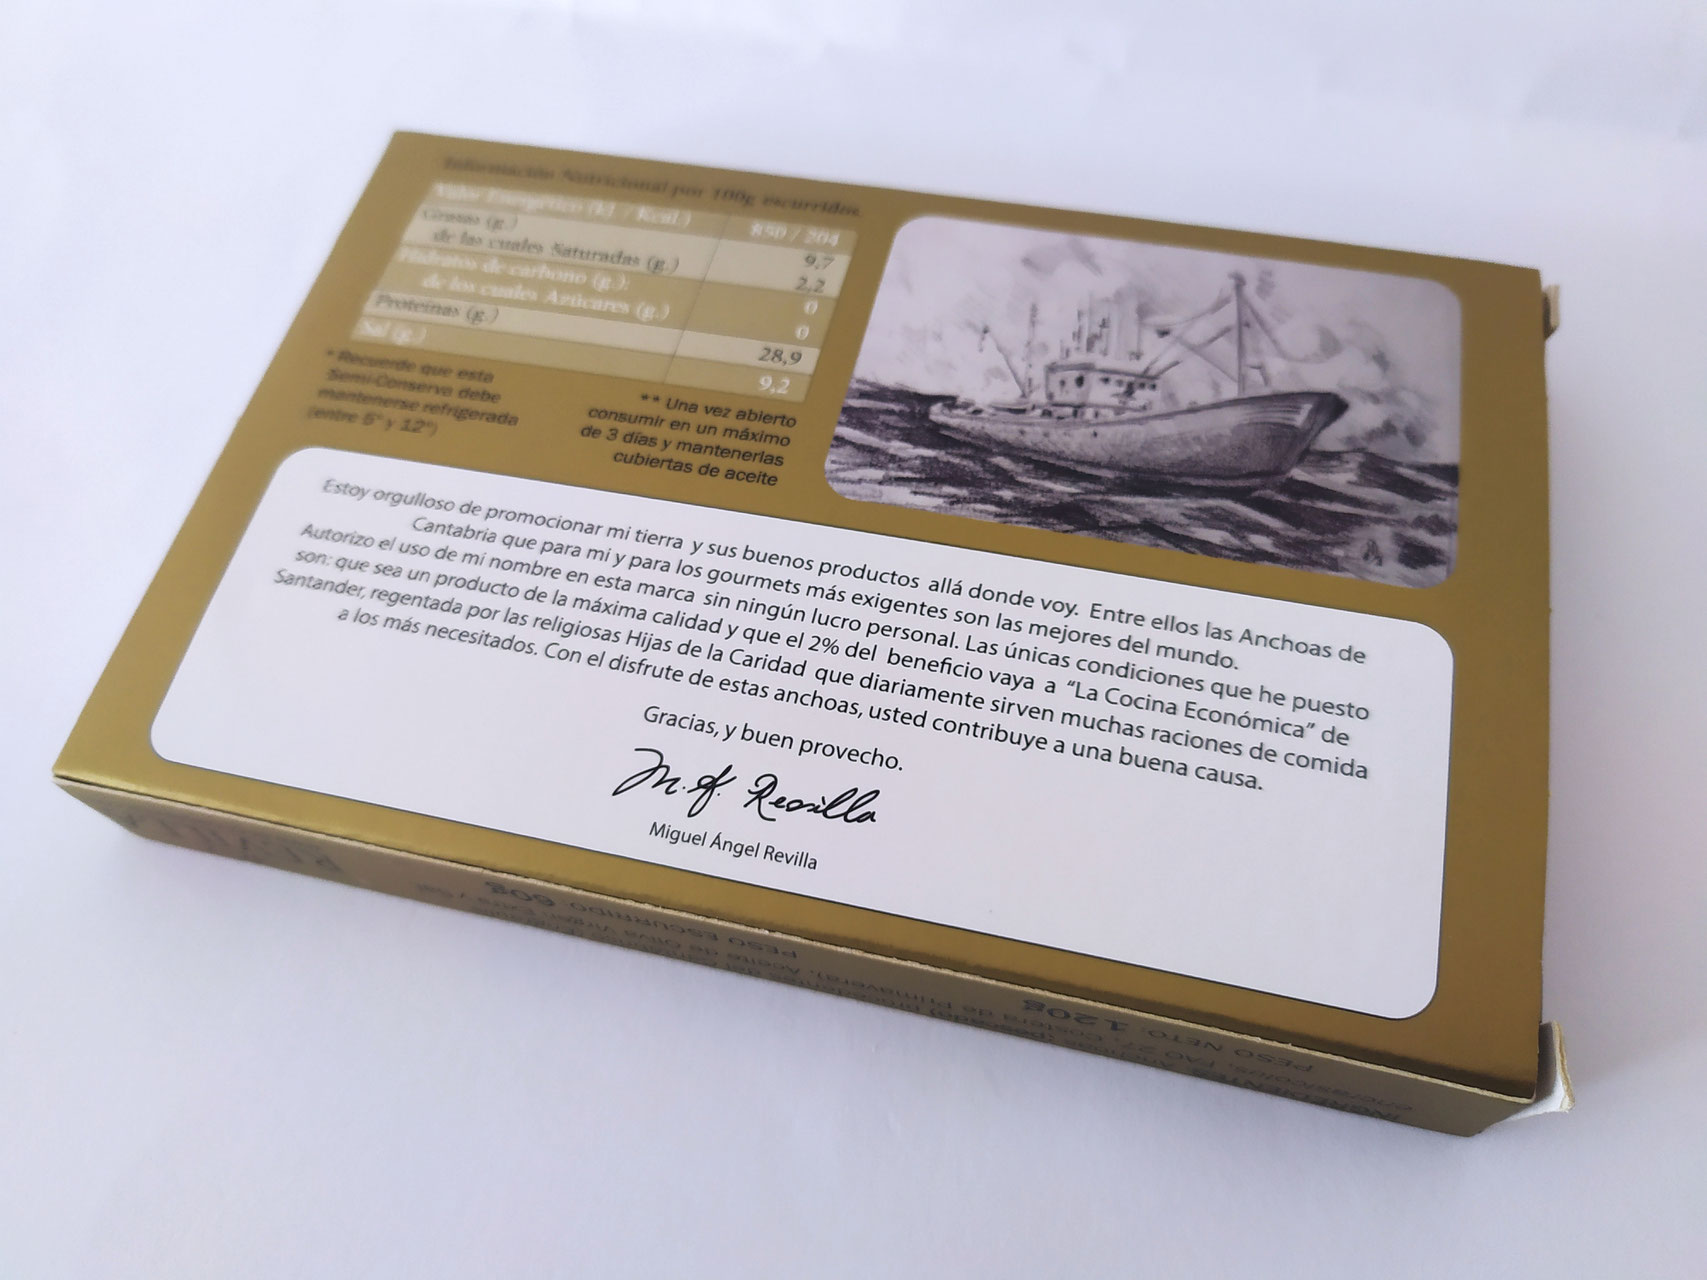 Información Nutricional por 100g escurridos
Valor Energético (kJ / Kcal.) 850 / 204
Grasas (g.) 9,7
de las cuales Saturadas (g.) 2,2
Hidratos de carbono (g.): 0
de los cuales Azúcares (g.) 0
Proteínas (g.) 28,9
Sal (g.) 9,2
* Recuerde que esta
Semi-Conserva debe
mantenerse refrigerada
(entre 5° y 12°)
** Una vez abierto
consumir en un máximo
de 3 días y mantenerlas
cubiertas de aceite
Estoy orgulloso de promocionar mi tierra y sus buenos productos allá donde voy. Entre ellos las Anchoas de
Cantabria que para mi y para los gourmets más exigentes son las mejores del mundo.
Autorizo el uso de mi nombre en esta marca sin ningún lucro personal. Las únicas condiciones que he puesto
son: que sea un producto de la máxima calidad y que el 2% del beneficio vaya a “La Cocina Económica” de
Santander, regentada por las religiosas Hijas de la Caridad que diariamente sirven muchas raciones de comida
a los más necesitados. Con el disfrute de estas anchoas, usted contribuye a una buena causa.
Gracias, y buen provecho.
M. A. Revilla
Miguel Ángel Revilla
PESO NETO: 120g
PESO ESCURRIDO: 60g